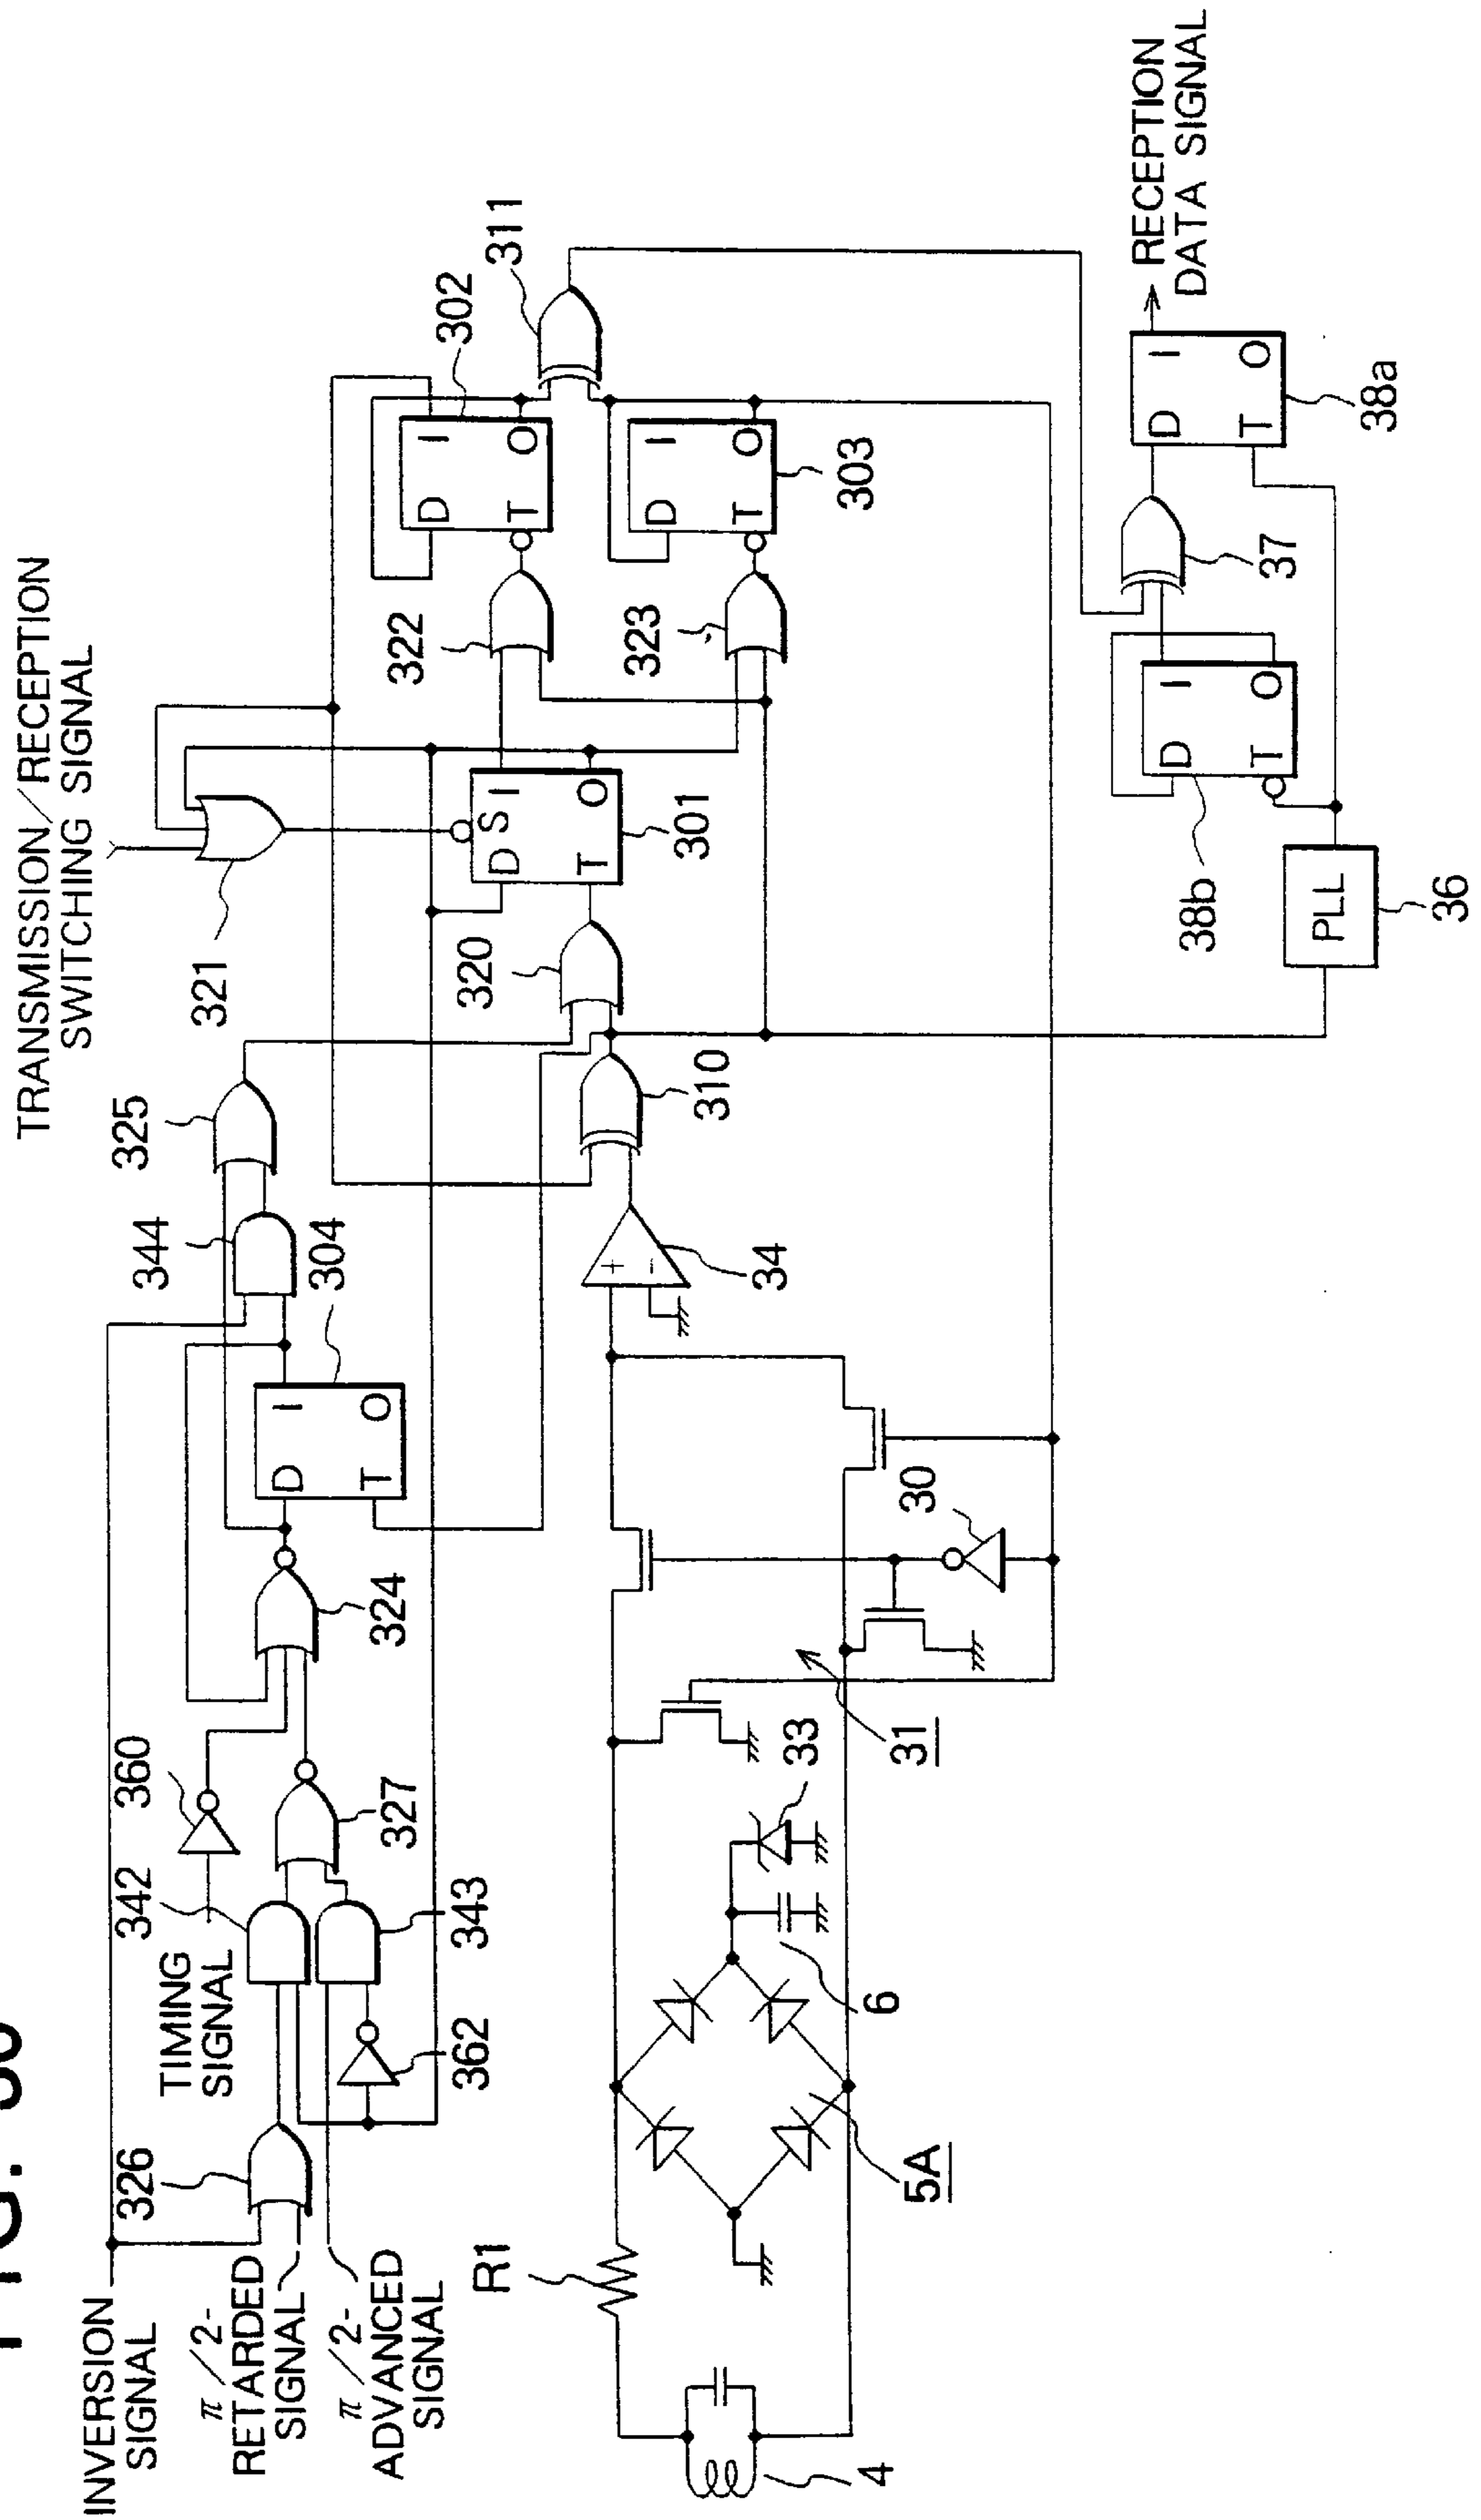 INVERSION
SIGNAL
π/2-
RETARDED
SIGNAL
π/2-
ADVANCED
SIGNAL
326
TIMING
SIGNAL
342
360
362
343
327
324
304
344
325
TRANSMISSION/RECEPTION
SWITCHING SIGNAL
321
320
310
301
322
323
302
303
311
D
I
T
O
D
S
I
T
O
D
I
T
O
D
I
T
O
R1
4
5A
6
33
31
30
34
+
-
PLL
36
38b
D
I
T
O
37
D
I
T
O
38a
RECEPTION
DATA SIGNAL